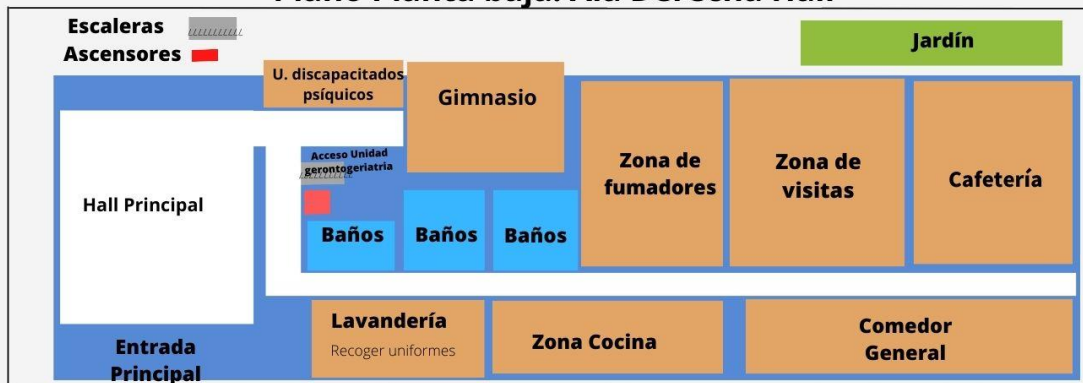 Escaleras
Ascensores
Jardín
U. discapacitados
psíquicos
Gimnasio
Acceso Unidad
gerontogeriatria
Zona de
fumadores
Zona de
visitas
Cafetería
Hall Principal
Baños
Baños
Baños
Lavandería
Recoger uniformes
Zona Cocina
Comedor
General
Entrada
Principal